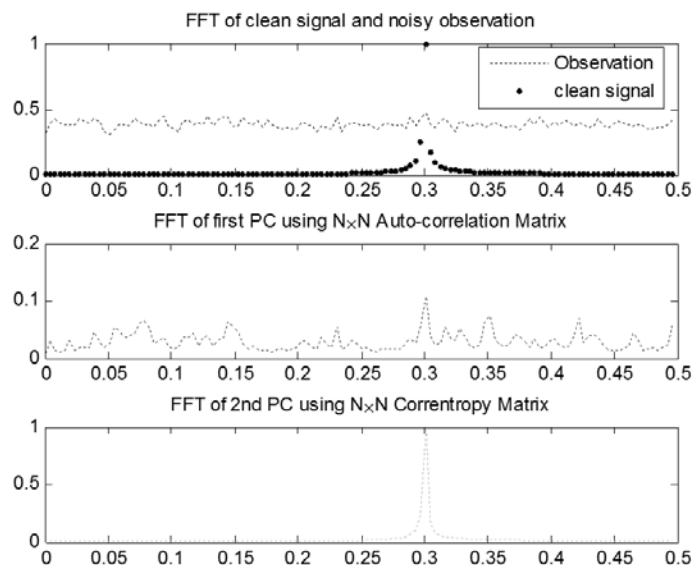 FFT of clean signal and noisy observation
1
0.5
0
Observation
clean signal
0 0.05 0.1 0.15 0.2 0.25 0.3 0.35 0.4 0.45 0.5
FFT of first PC using N×N Auto-correlation Matrix
0.2
0.1
0
0 0.05 0.1 0.15 0.2 0.25 0.3 0.35 0.4 0.45 0.5
FFT of 2nd PC using N×N Correntropy Matrix
1
0.5
0
0 0.05 0.1 0.15 0.2 0.25 0.3 0.35 0.4 0.45 0.5